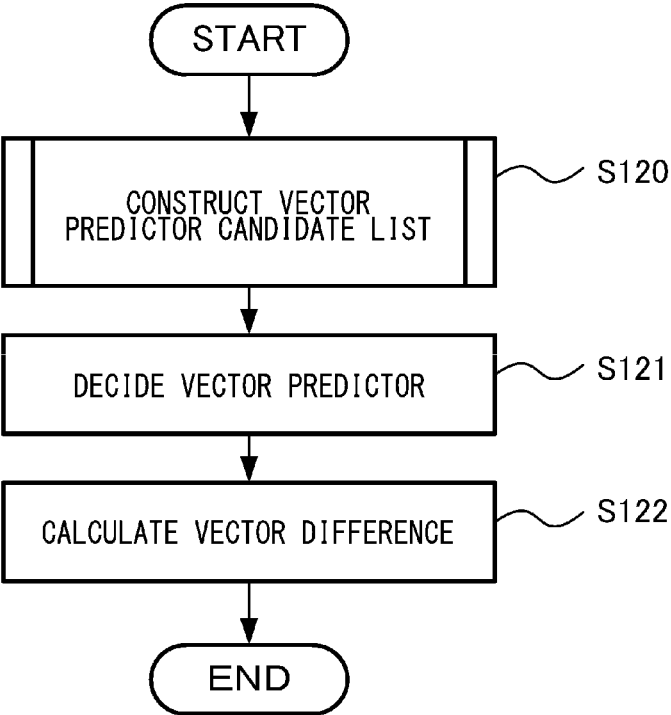 START
CONSTRUCT VECTOR
PREDICTOR CANDIDATE LIST
S120
DECIDE VECTOR PREDICTOR
S121
CALCULATE VECTOR DIFFERENCE
S122
END